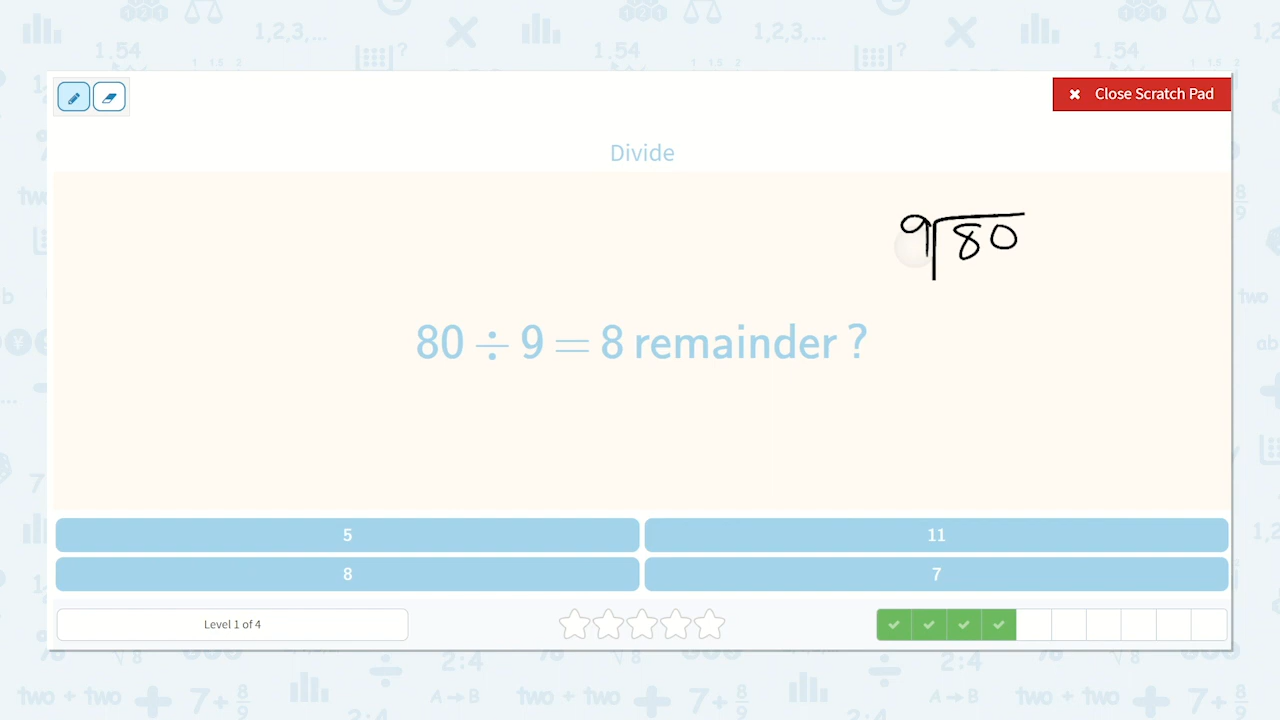 Close Scratch Pad
Divide
9 80
80 ÷ 9 = 8 remainder ?
5
11
8
7
Level 1 of 4